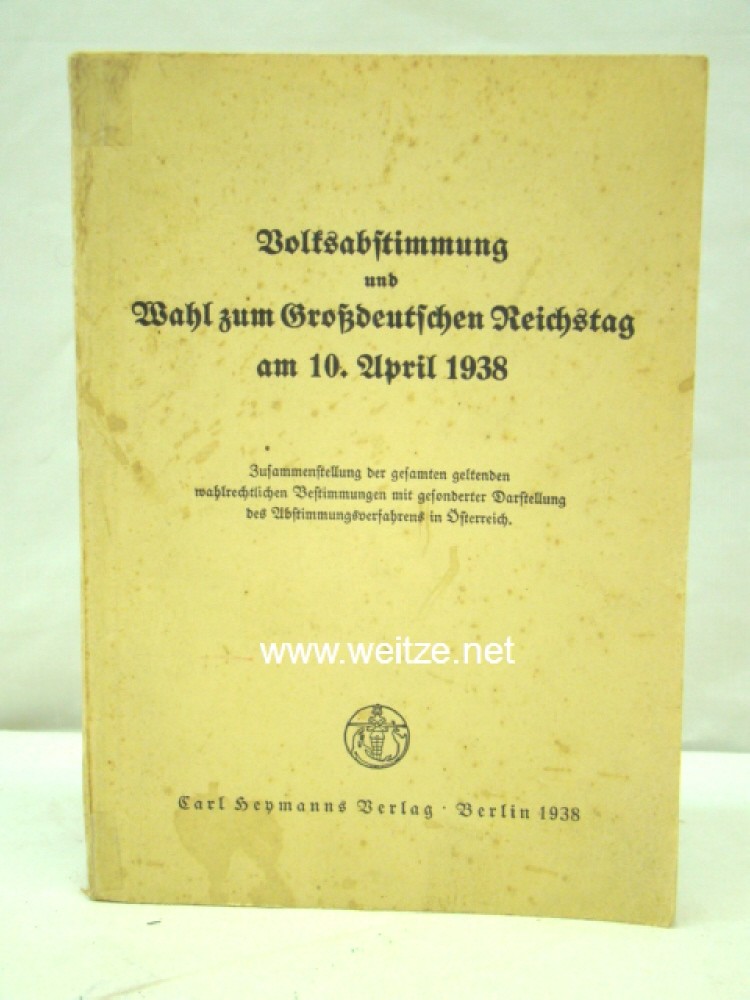 Volksabstimmung
und
Wahl zum Großdeutschen Reichstag
am 10. April 1938
Zusammenstellung der gesamten geltenden
wahlrechtlichen Bestimmungen mit gesonderter Darstellung
des Abstimmungsverfahrens in Österreich.
www.weitze.net
Carl Heymanns Verlag · Berlin 1938